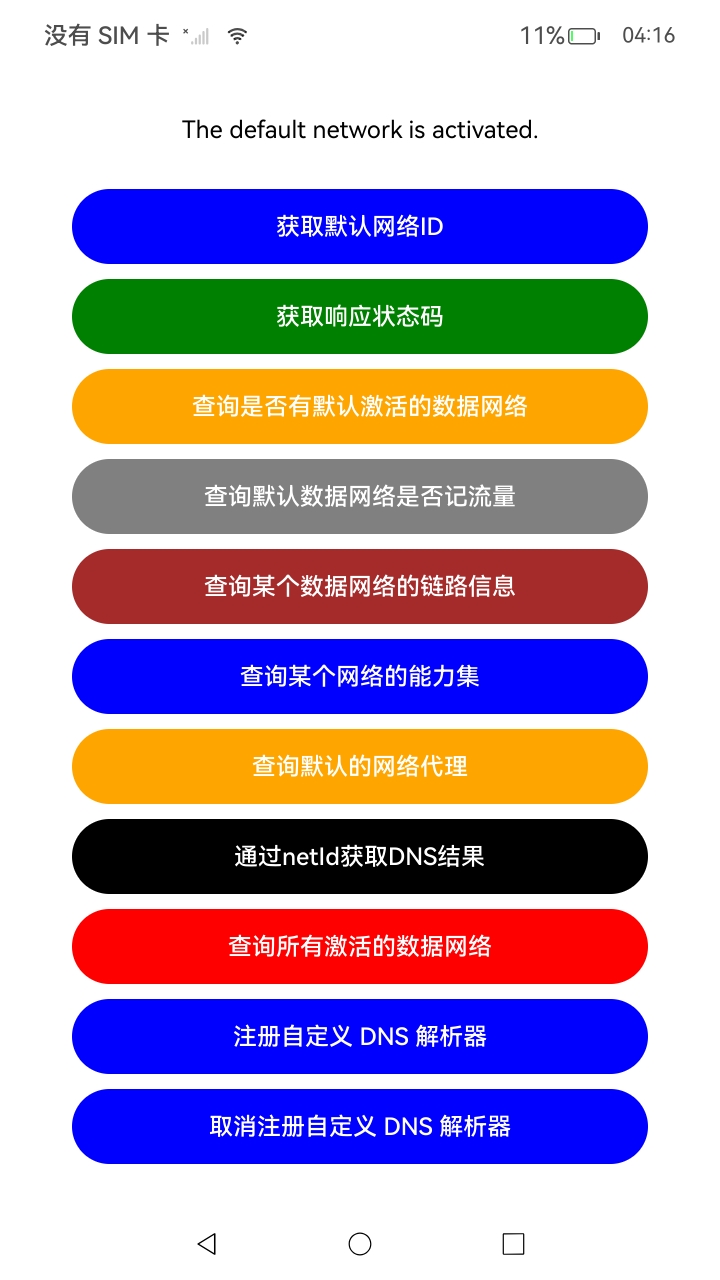 没有 SIM 卡 11% 04:16
The default network is activated.
获取默认网络ID
获取响应状态码
查询是否有默认激活的数据网络
查询默认数据网络是否记流量
查询某个数据网络的链路信息
查询某个网络的能力集
查询默认的网络代理
通过netId获取DNS结果
查询所有激活的数据网络
注册自定义 DNS 解析器
取消注册自定义 DNS 解析器